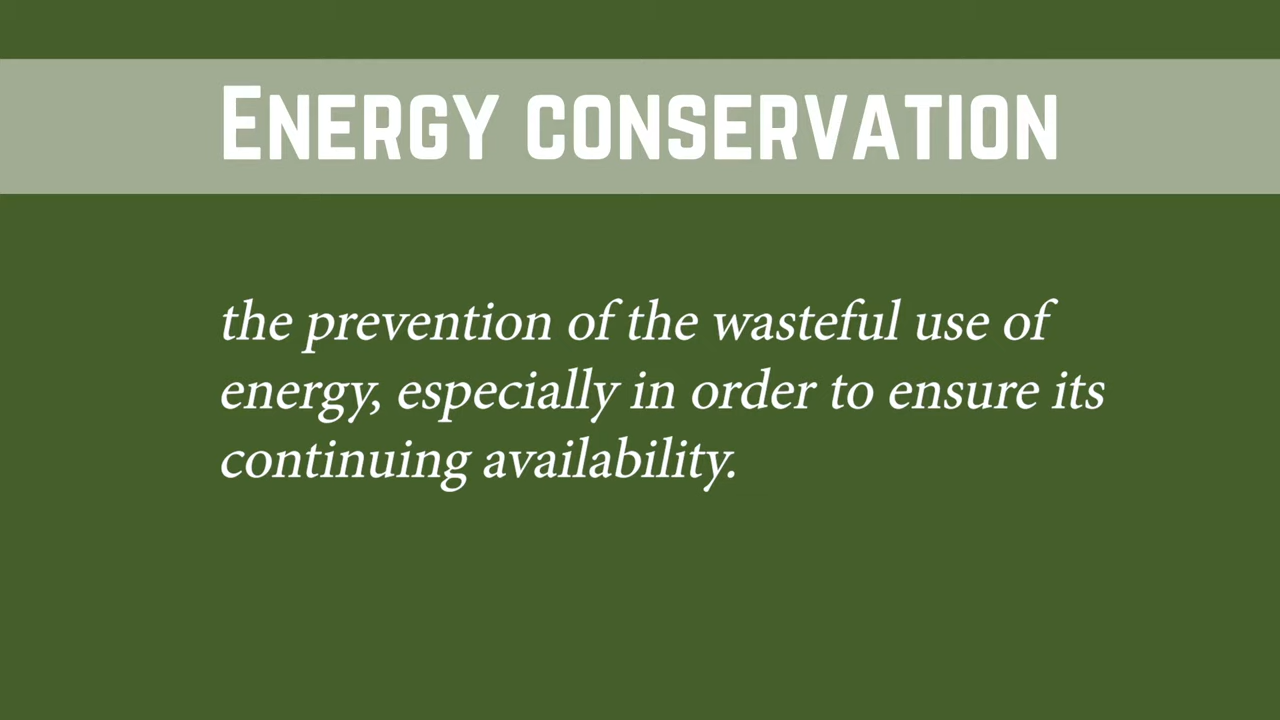 Energy conservation
the prevention of the wasteful use of
energy, especially in order to ensure its
continuing availability.